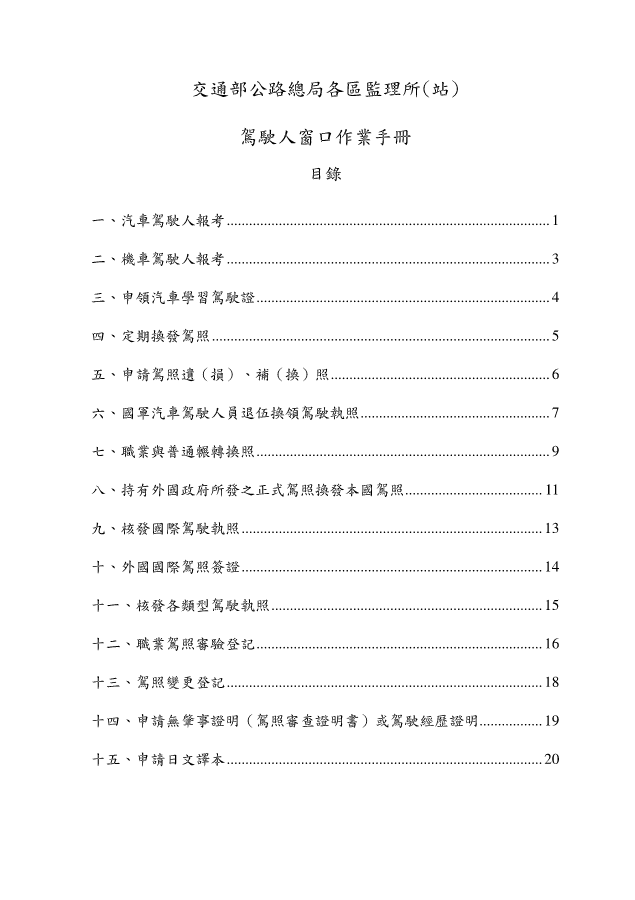 交通部公路總局各區監理所(站)
駕駛人窗口作業手冊
目錄
一、汽車駕駛人報考........................................................................................1
二、機車駕駛人報考........................................................................................3
三、申領汽車學習駕駛證................................................................................4
四、定期換發駕照............................................................................................5
五、申請駕照遺（損）、補（換）照............................................................6
六、國軍汽車駕駛人員退伍換領駕駛執照....................................................7
七、職業與普通輾轉換照................................................................................9
八、持有外國政府所發之正式駕照換發本國駕照......................................11
九、核發國際駕駛執照..................................................................................13
十、外國國際駕照簽證..................................................................................14
十一、核發各類型駕駛執照..........................................................................15
十二、職業駕照審驗登記..............................................................................16
十三、駕照變更登記......................................................................................18
十四、申請無肇事證明（駕照審查證明書）或駕駛經歷證明.................19
十五、申請日文譯本......................................................................................20